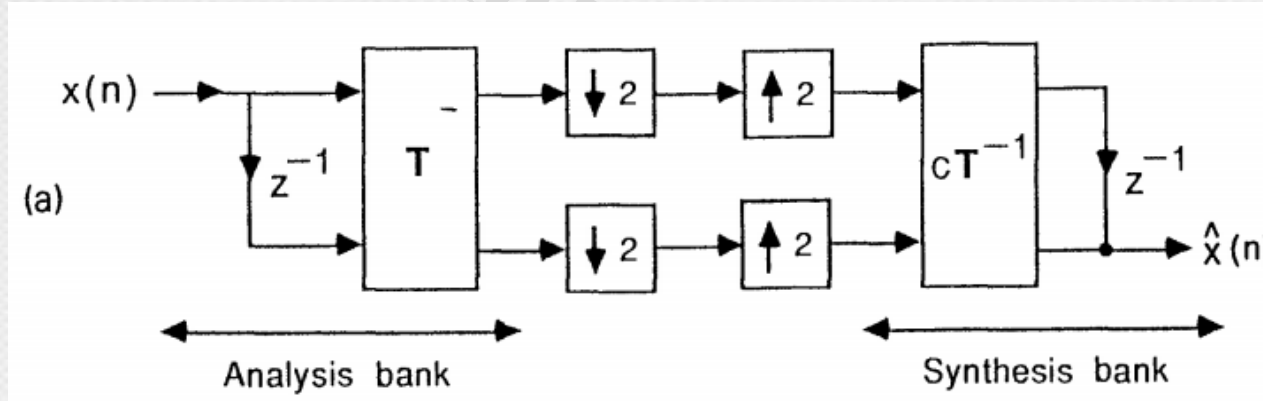 x(n)
↓ 2
↑ 2
z⁻¹
T
cT⁻¹
z⁻¹
(a)
↓ 2
↑ 2
x̂(n
Analysis bank
Synthesis bank